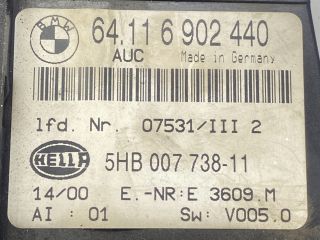 BMW 64.11 6 902 440
AUC Made in Germany
lfd. Nr. 07531/III 2
HELLA 5HB 007 738-11
14/00 E.-NR:E 3609.M
AI : 01 Sw: V005.0